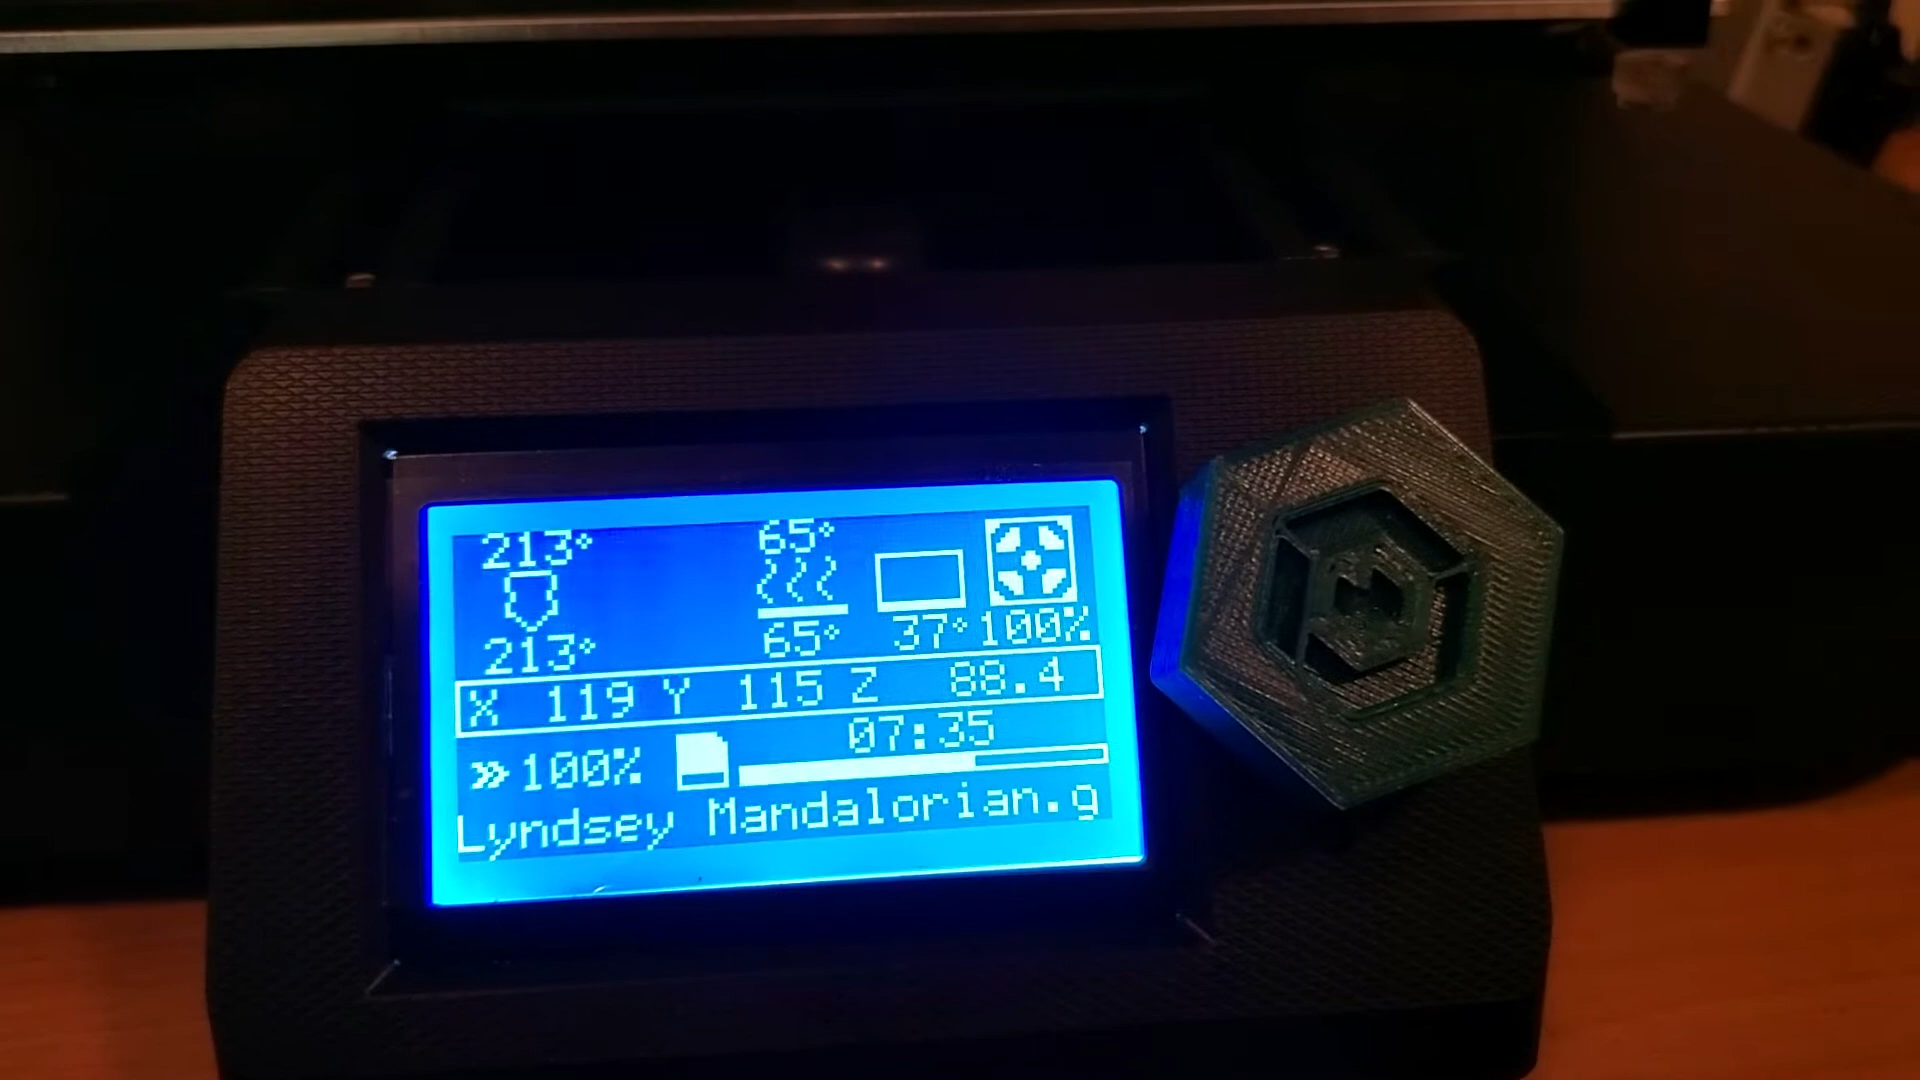 213° 65°
213° 65° 37° 100%
X 119 Y 115 Z 88.4
07:35
»100%
Lyndsey Mandalorian.g